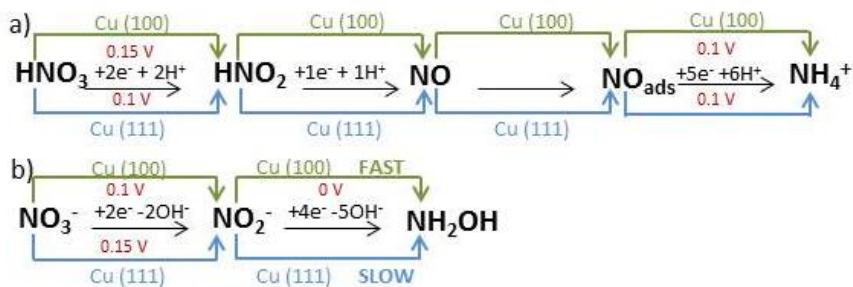 a) Cu (100) Cu (100) Cu (100) Cu (100)
0.15 V 0.1 V
HNO₃ +2e⁻ + 2H⁺ HNO₂ +1e⁻ + 1H⁺ NO NOads +5e⁻ +6H⁺ NH₄⁺
0.1 V 0.1 V
Cu (111) Cu (111) Cu (111)
b) Cu (100) Cu (100) FAST
0.1 V 0 V
NO₃⁻ +2e⁻ -2OH⁻ NO₂⁻ +4e⁻ -5OH⁻ NH₂OH
0.15 V
Cu (111) Cu (111) SLOW